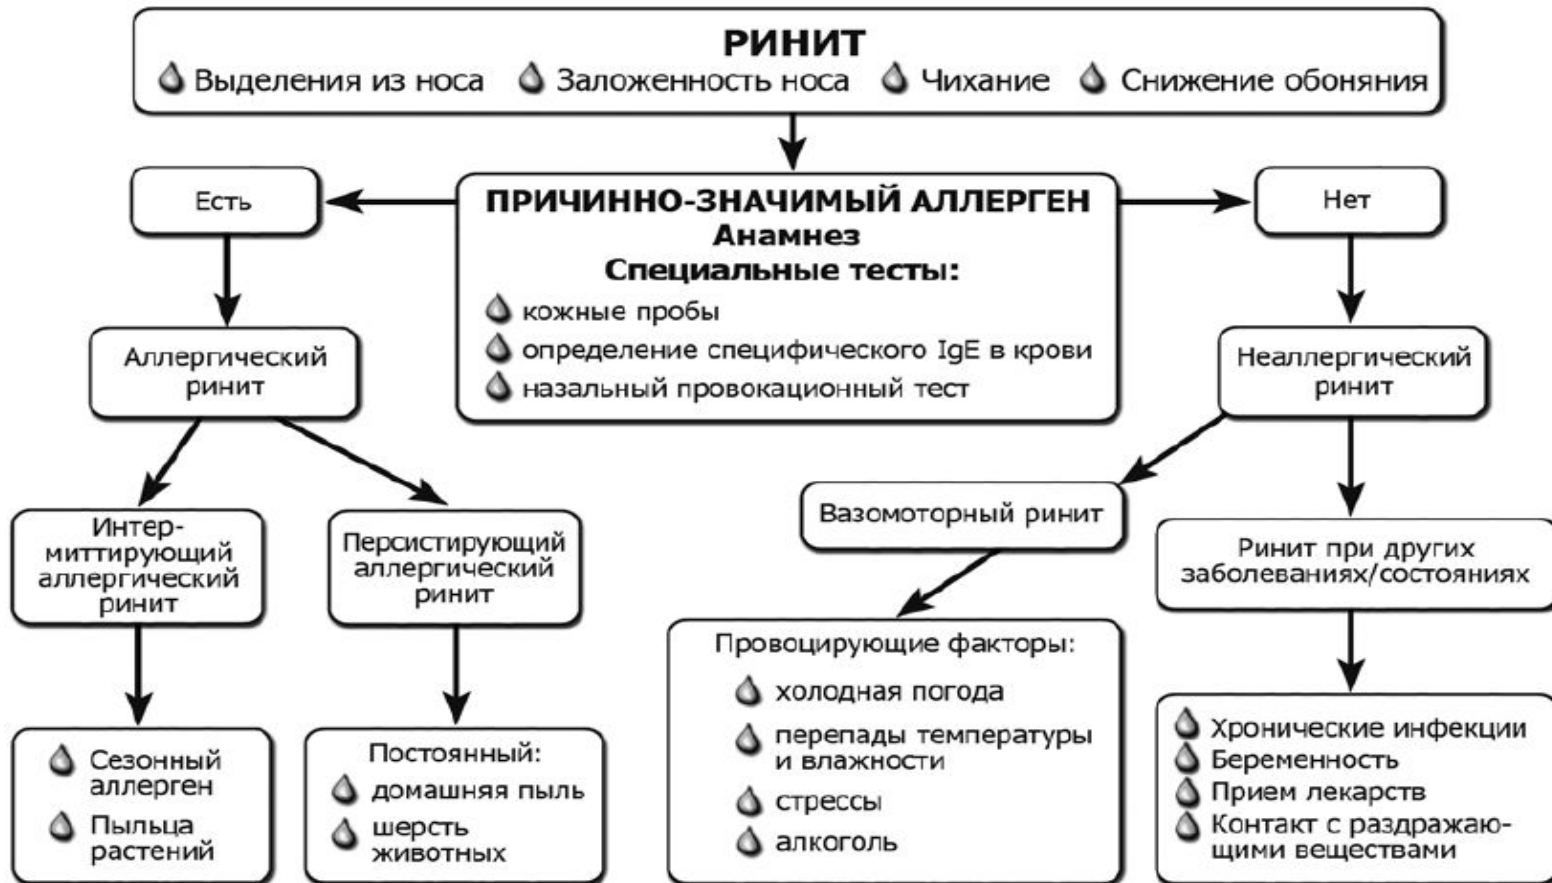 РИНИТ
Выделения из носа Заложенность носа Чихание Снижение обоняния
Есть
ПРИЧИННО-ЗНАЧИМЫЙ АЛЛЕРГЕН
Анамнез
Специальные тесты:
кожные пробы
определение специфического IgE в крови
назальный провокационный тест
Нет
Аллергический
ринит
Неаллергический
ринит
Интер-
миттирующий
аллергический
ринит
Персистирующий
аллергический
ринит
Вазомоторный ринит
Ринит при других
заболеваниях/состояниях
Сезонный
аллерген
Пыльца
растений
Постоянный:
домашняя пыль
шерсть
животных
Провоцирующие факторы:
холодная погода
перепады температуры
и влажности
стрессы
алкоголь
Хронические инфекции
Беременность
Прием лекарств
Контакт с раздражаю-
щими веществами